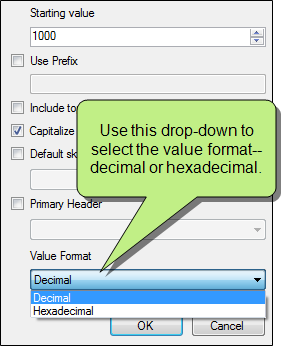 Starting value
1000
Use Prefix
Include to
Capitalize
Use this drop-down to
select the value format--
decimal or hexadecimal.
Default sk
Primary Header
Value Format
Decimal
Decimal
Hexadecimal
OK
Cancel